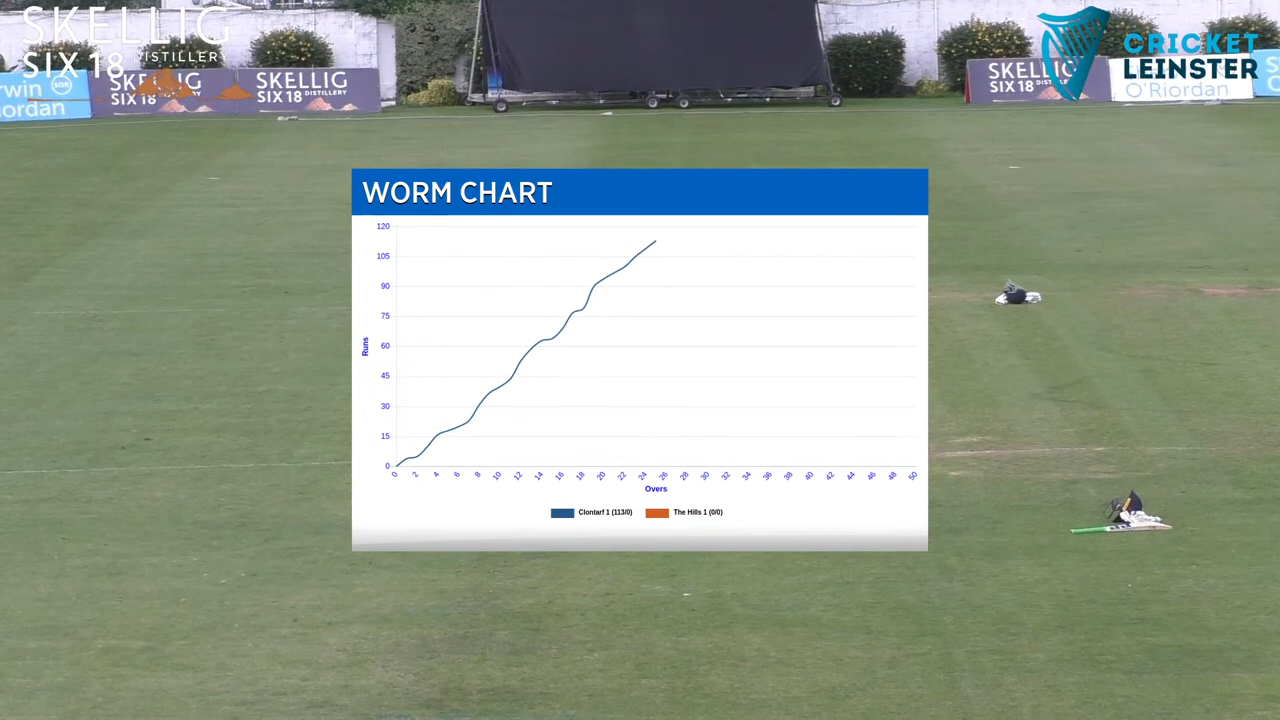 SKELLIG
SIX 18 DISTILLERY
rwin
SKELLIG
SKELLIG
ordan
SIX 18
SIX 18 DISTILLERY
CRICKET
LEINSTER
SKELLIG
SIX 18
O'Riordan
WORM CHART
120
105
90
75
60
45
30
15
0
Runs
0 2 4 6 8 10 12 14 16 18 20 22 24 26 28 30 32 34 36 38 40 42 44 46 48 50
Overs
Clontarf 1 (113/0) The Hills 1 (0/0)